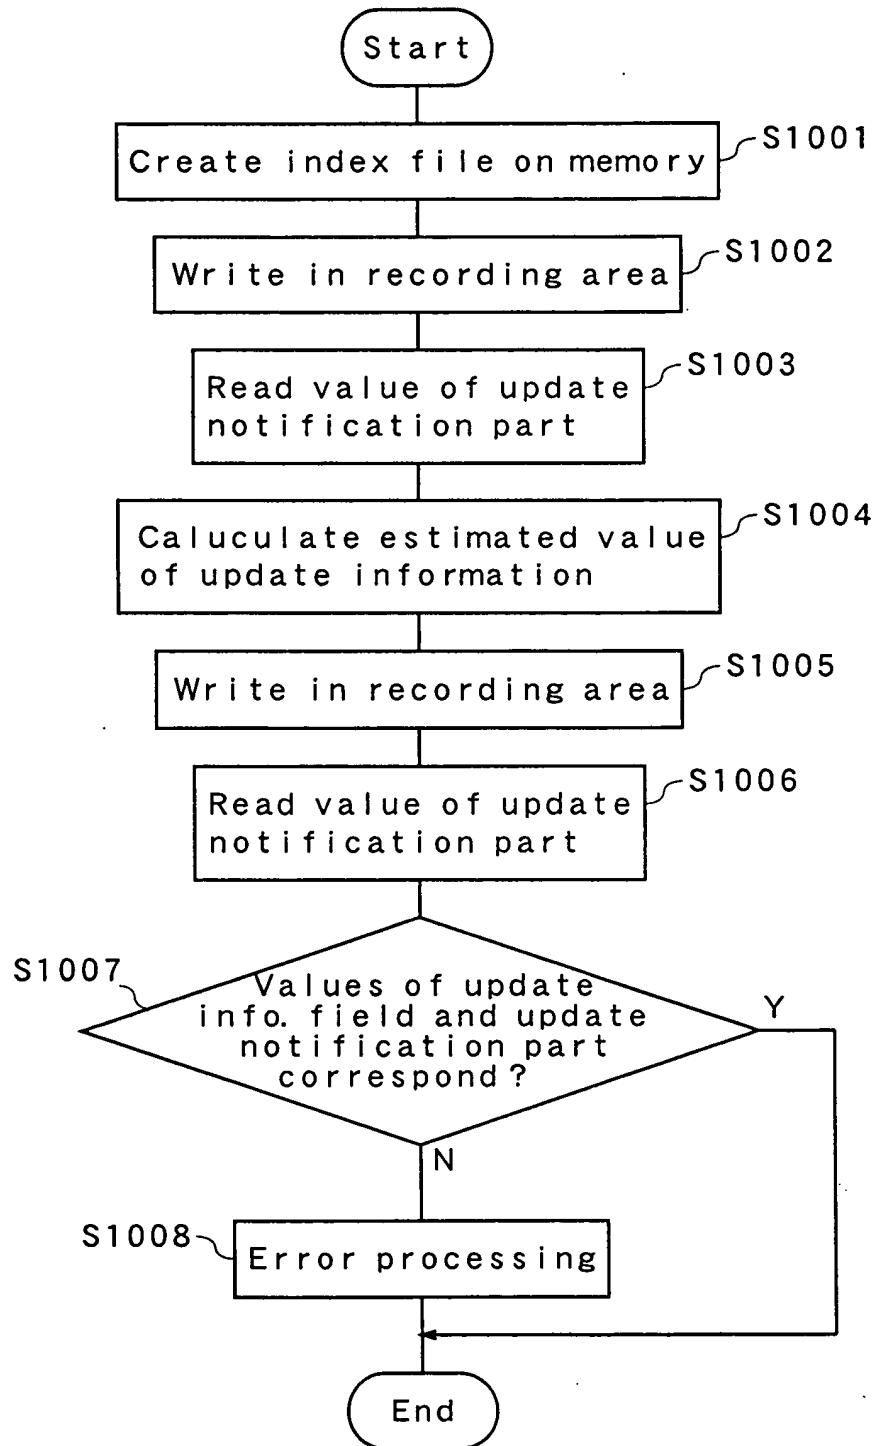 Start
Create index file on memory
S1001
Write in recording area
S1002
Read value of update
notification part
S1003
Caluculate estimated value
of update information
S1004
Write in recording area
S1005
Read value of update
notification part
S1006
S1007
Values of update
info. field and update
notification part
correspond?
Y
N
S1008
Error processing
End